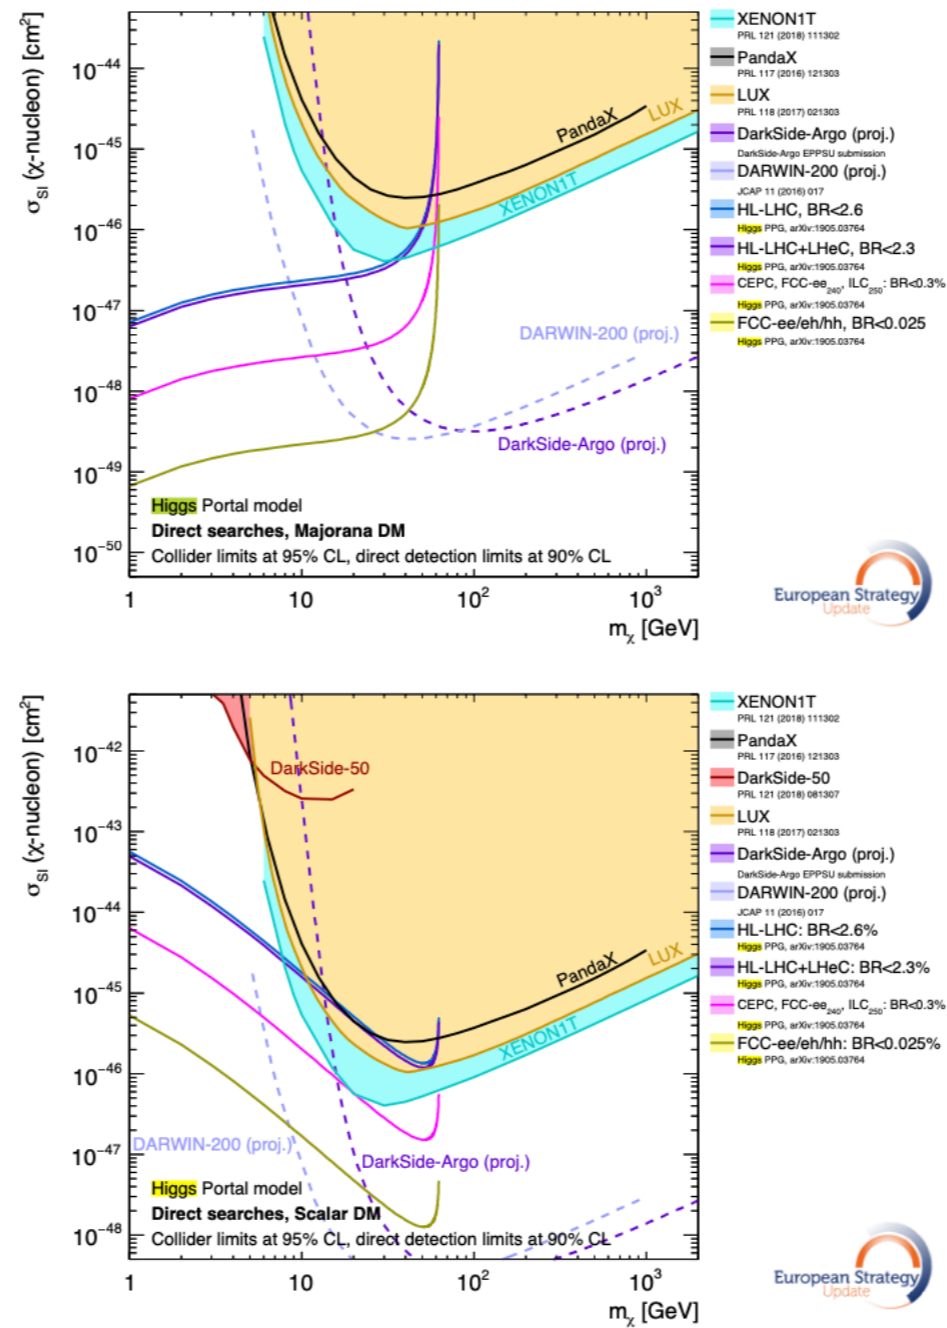 σSI (χ-nucleon) [cm²]
10⁻⁴⁴
10⁻⁴⁵
10⁻⁴⁶
10⁻⁴⁷
10⁻⁴⁸
10⁻⁴⁹
10⁻⁵⁰
PandaX
LUX
XENON1T
DARWIN-200 (proj.)
DarkSide-Argo (proj.)
Higgs Portal model
Direct searches, Majorana DM
Collider limits at 95% CL, direct detection limits at 90% CL
1
10
10²
10³
mχ [GeV]
XENON1T
PRL 121 (2018) 111302
PandaX
PRL 117 (2016) 121303
LUX
PRL 118 (2017) 021303
DarkSide-Argo (proj.)
DarkSide-Argo EPPSU submission
DARWIN-200 (proj.)
JCAP 11 (2016) 017
HL-LHC, BR<2.6
Higgs PPG, arXiv:1905.03764
HL-LHC+LHeC, BR<2.3
Higgs PPG, arXiv:1905.03764
CEPC, FCC-ee₂₄₀, ILC₂₅₀: BR<0.3%
Higgs PPG, arXiv:1905.03764
FCC-ee/eh/hh, BR<0.025
Higgs PPG, arXiv:1905.03764
European Strategy
Update
σSI (χ-nucleon) [cm²]
10⁻⁴²
10⁻⁴³
10⁻⁴⁴
10⁻⁴⁵
10⁻⁴⁶
10⁻⁴⁷
10⁻⁴⁸
DarkSide-50
PandaX
LUX
XENON1T
DARWIN-200 (proj.)
DarkSide-Argo (proj.)
Higgs Portal model
Direct searches, Scalar DM
Collider limits at 95% CL, direct detection limits at 90% CL
1
10
10²
10³
mχ [GeV]
XENON1T
PRL 121 (2018) 111302
PandaX
PRL 117 (2016) 121303
DarkSide-50
PRL 121 (2018) 081307
LUX
PRL 118 (2017) 021303
DarkSide-Argo (proj.)
DarkSide-Argo EPPSU submission
DARWIN-200 (proj.)
JCAP 11 (2016) 017
HL-LHC: BR<2.6%
Higgs PPG, arXiv:1905.03764
HL-LHC+LHeC: BR<2.3%
Higgs PPG, arXiv:1905.03764
CEPC, FCC-ee₂₄₀, ILC₂₅₀: BR<0.3%
Higgs PPG, arXiv:1905.03764
FCC-ee/eh/hh: BR<0.025%
Higgs PPG, arXiv:1905.03764
European Strategy
Update